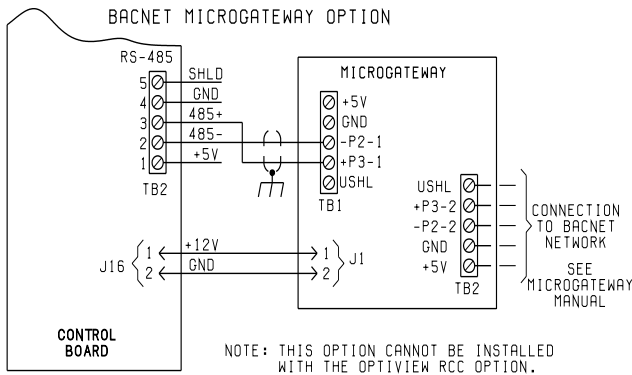 BACNET MICROGATEWAY OPTION
RS-485
5 SHLD
4 GND
3 485+
2 485-
1 +5V
TB2
MICROGATEWAY
+5V
GND
-P2-1
+P3-1
USHL
TB1
USHL
+P3-2
-P2-2
GND
+5V
TB2
CONNECTION
TO BACNET
NETWORK
SEE
MICROGATEWAY
MANUAL
J16
1 +12V 1
2 GND 2
J1
CONTROL
BOARD
NOTE: THIS OPTION CANNOT BE INSTALLED
WITH THE OPTIVIEW RCC OPTION.